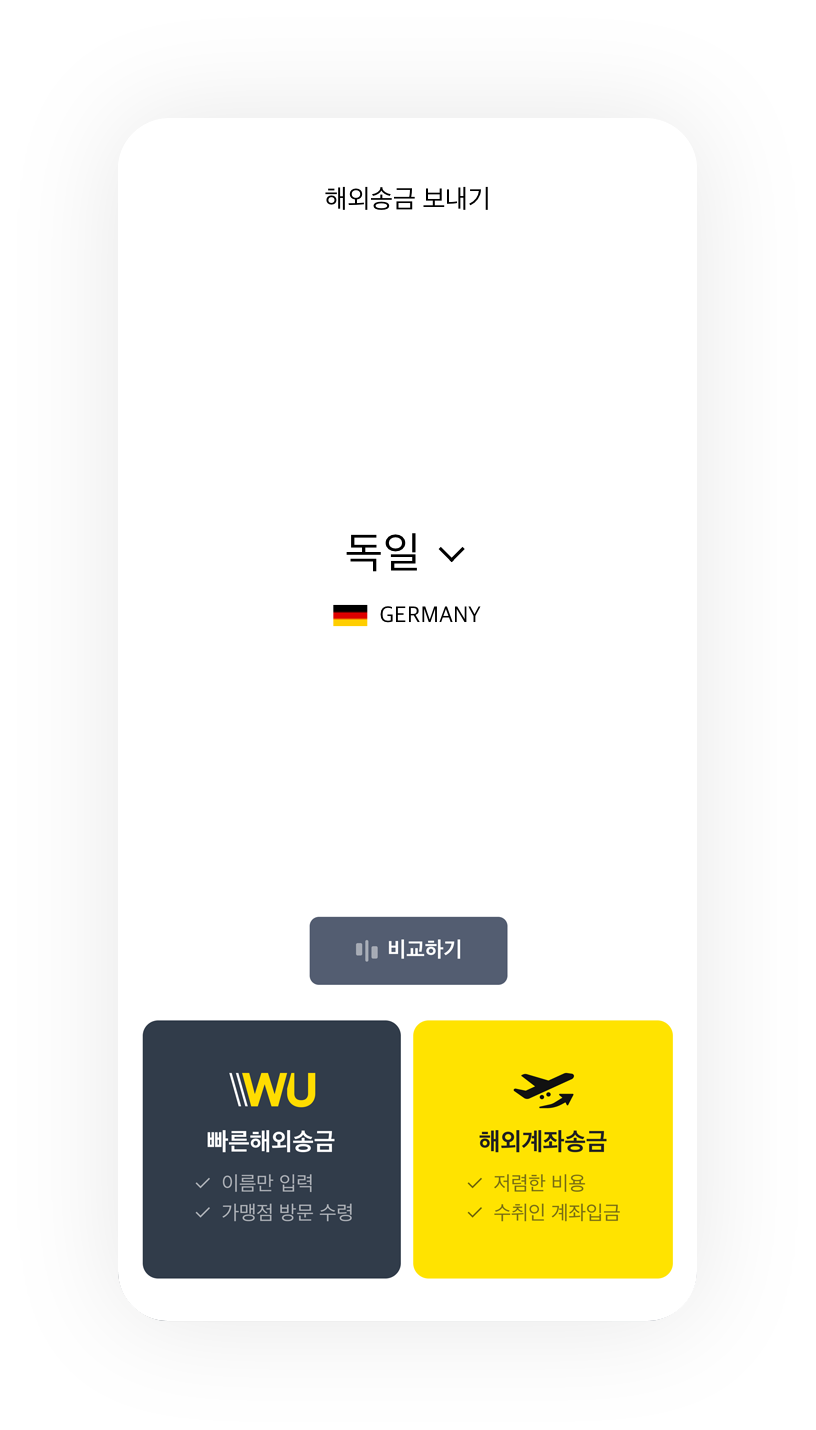 해외송금 보내기
독일
GERMANY
비교하기
WU
빠른해외송금
이름만 입력
가맹점 방문 수령
해외계좌송금
저렴한 비용
수취인 계좌입금